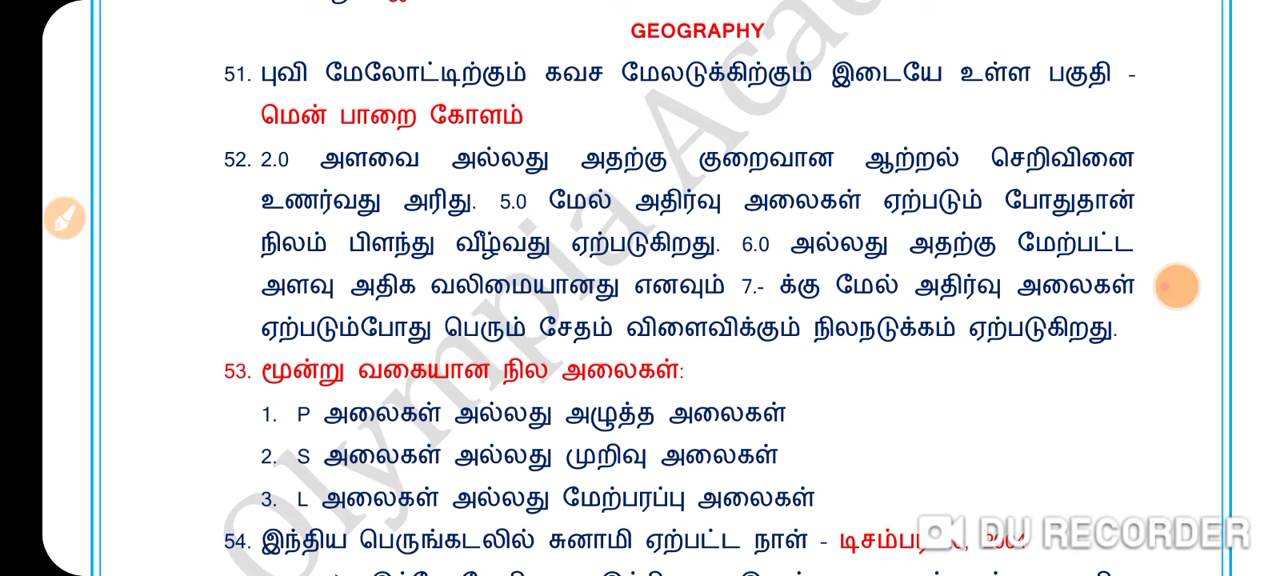 GEOGRAPHY
51. புவி மேலோட்டிற்கும் கவச மேலடுக்கிற்கும் இடையே உள்ள பகுதி -
மென் பாறை கோளம்
52. 2.0 அளவை அல்லது அதற்கு குறைவான ஆற்றல் செறிவினை
உணர்வது அரிது. 5.0 மேல் அதிர்வு அலைகள் ஏற்படும் போதுதான்
நிலம் பிளந்து வீழ்வது ஏற்படுகிறது. 6.0 அல்லது அதற்கு மேற்பட்ட
அளவு அதிக வலிமையானது எனவும் 7.- க்கு மேல் அதிர்வு அலைகள்
ஏற்படும்போது பெரும் சேதம் விளைவிக்கும் நிலநடுக்கம் ஏற்படுகிறது.
53. மூன்று வகையான நில அலைகள்:
1. P அலைகள் அல்லது அழுத்த அலைகள்
2. S அலைகள் அல்லது முறிவு அலைகள்
3. L அலைகள் அல்லது மேற்பரப்பு அலைகள்
54. இந்திய பெருங்கடலில் சுனாமி ஏற்பட்ட நாள் -
DU RECORDER
Olympia